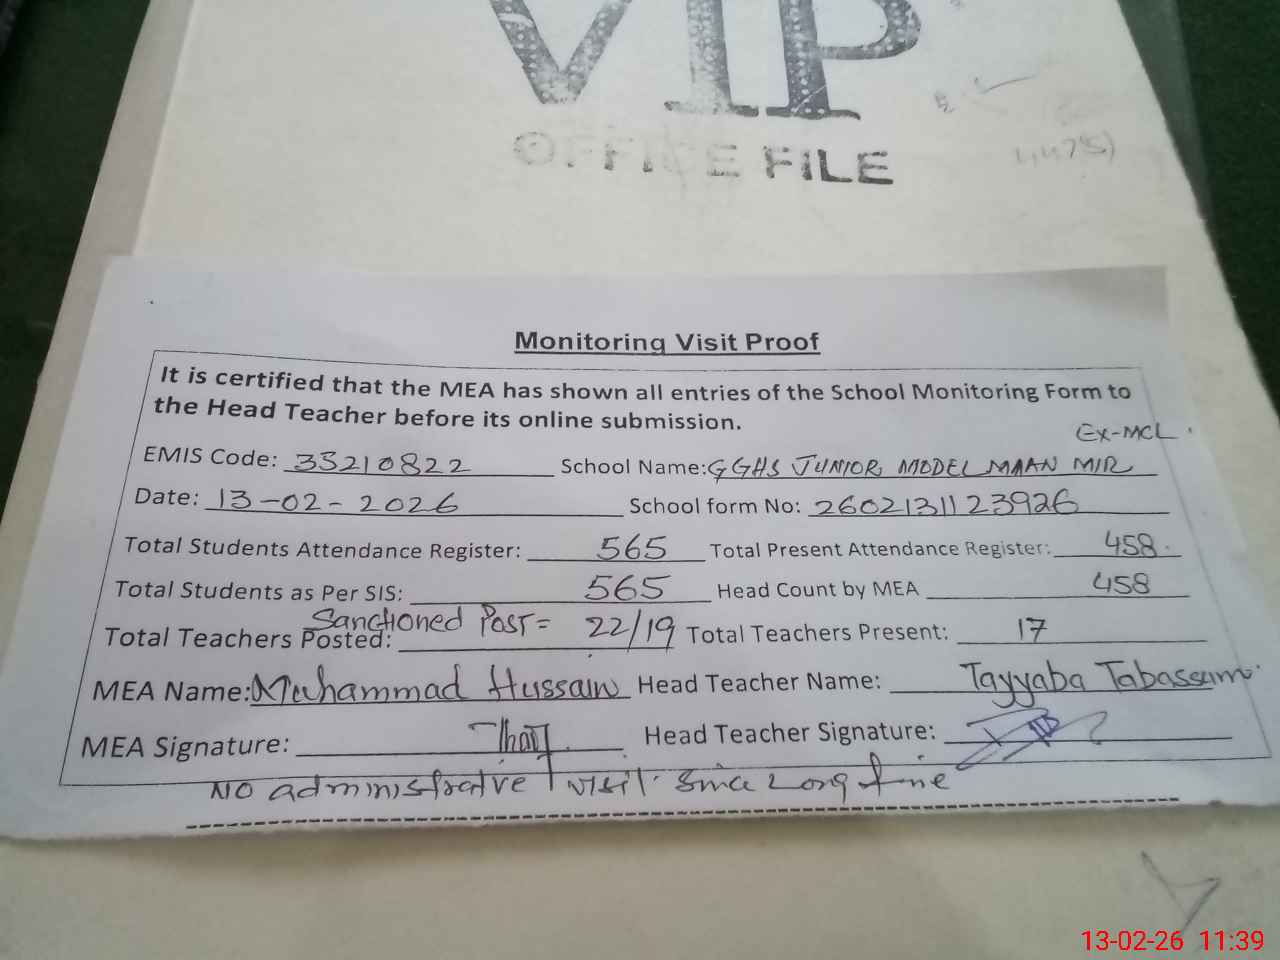 VIP
OFFICE FILE
Monitoring Visit Proof
It is certified that the MEA has shown all entries of the School Monitoring Form to
the Head Teacher before its online submission.
Ex-MCL.
EMIS Code: 35210822 School Name: GGHS JUNIOR MODEL MAAN MIR
Date: 13-02-2026 School form No: 2602131123926
Total Students Attendance Register: 565 Total Present Attendance Register: 458.
Total Students as Per SIS: 565 Head Count by MEA 458
Sanctioned Post =
Total Teachers Posted: 22/19 Total Teachers Present: 17
MEA Name: Muhammad Hussain Head Teacher Name: Tayyaba Tabassum
MEA Signature: Head Teacher Signature:
NO administrative visit since Long time
13-02-26 11:39